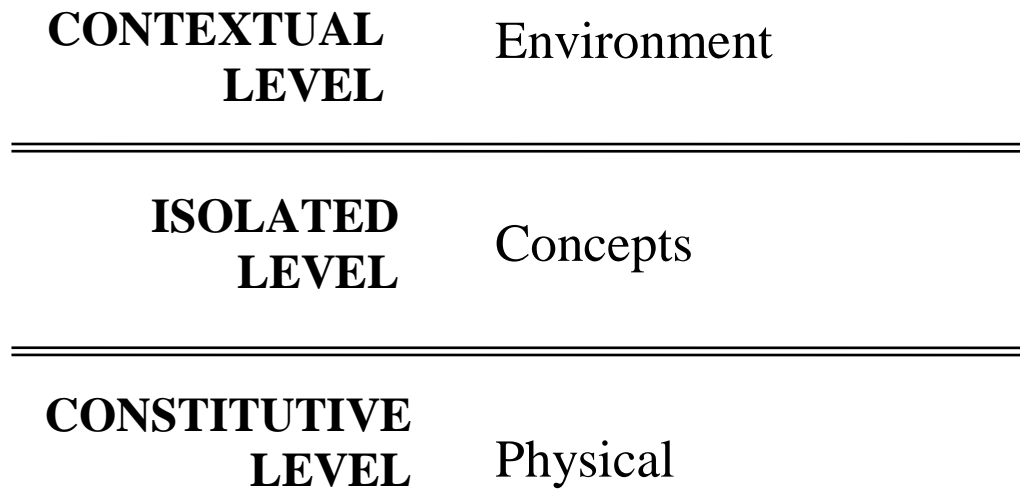 CONTEXTUAL
LEVEL
Environment
ISOLATED
LEVEL
Concepts
CONSTITUTIVE
LEVEL
Physical